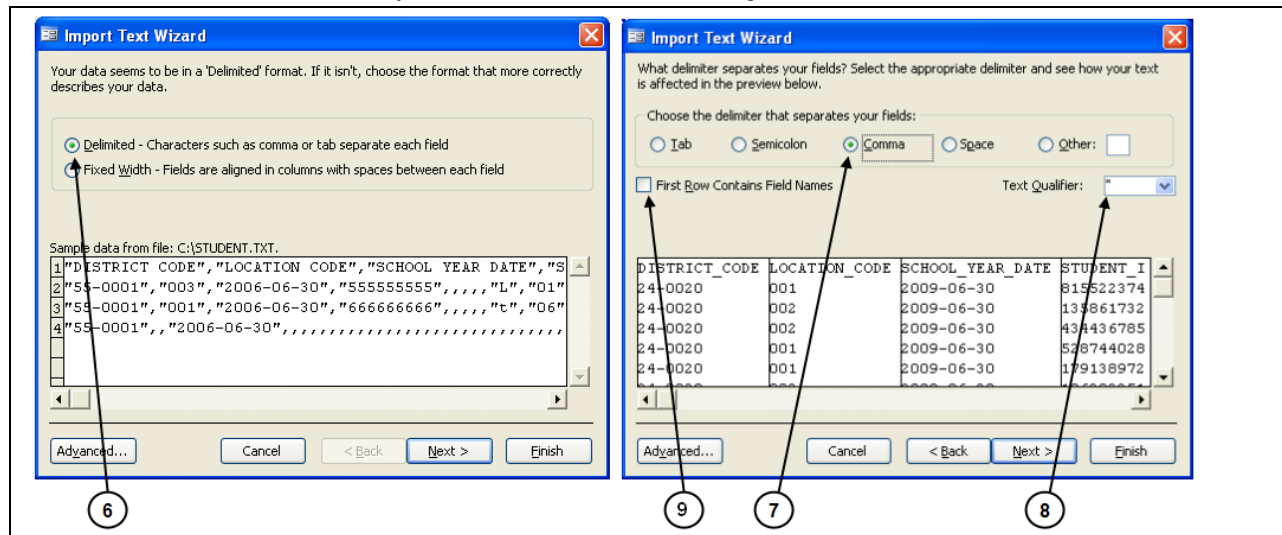 Import Text Wizard
Your data seems to be in a 'Delimited' format. If it isn't, choose the format that more correctly
describes your data.
Delimited - Characters such as comma or tab separate each field
Fixed Width - Fields are aligned in columns with spaces between each field
Sample data from file: C:\STUDENT.TXT.
1 "DISTRICT CODE","LOCATION CODE","SCHOOL YEAR DATE","S
2 "55-0001","003","2006-06-30","555555555",,,,,"L","01"
3 "55-0001","001","2006-06-30","666666666",,,,,"t","06"
4 "55-0001",,"2006-06-30",,,,,,,,,,,,,,,,,,,,,,,,,,,,,,
Advanced...
Cancel
< Back
Next >
Finish
6
Import Text Wizard
What delimiter separates your fields? Select the appropriate delimiter and see how your text
is affected in the preview below.
Choose the delimiter that separates your fields:
Tab
Semicolon
Comma
Space
Other:
First Row Contains Field Names
Text Qualifier: "
DISTRICT_CODE LOCATION_CODE SCHOOL_YEAR_DATE STUDENT_I
24-0020 001 2009-06-30 815522374
24-0020 002 2009-06-30 135861732
24-0020 002 2009-06-30 434436785
24-0020 001 2009-06-30 528744028
24-0020 001 2009-06-30 179138972
Advanced...
Cancel
< Back
Next >
Finish
9
7
8